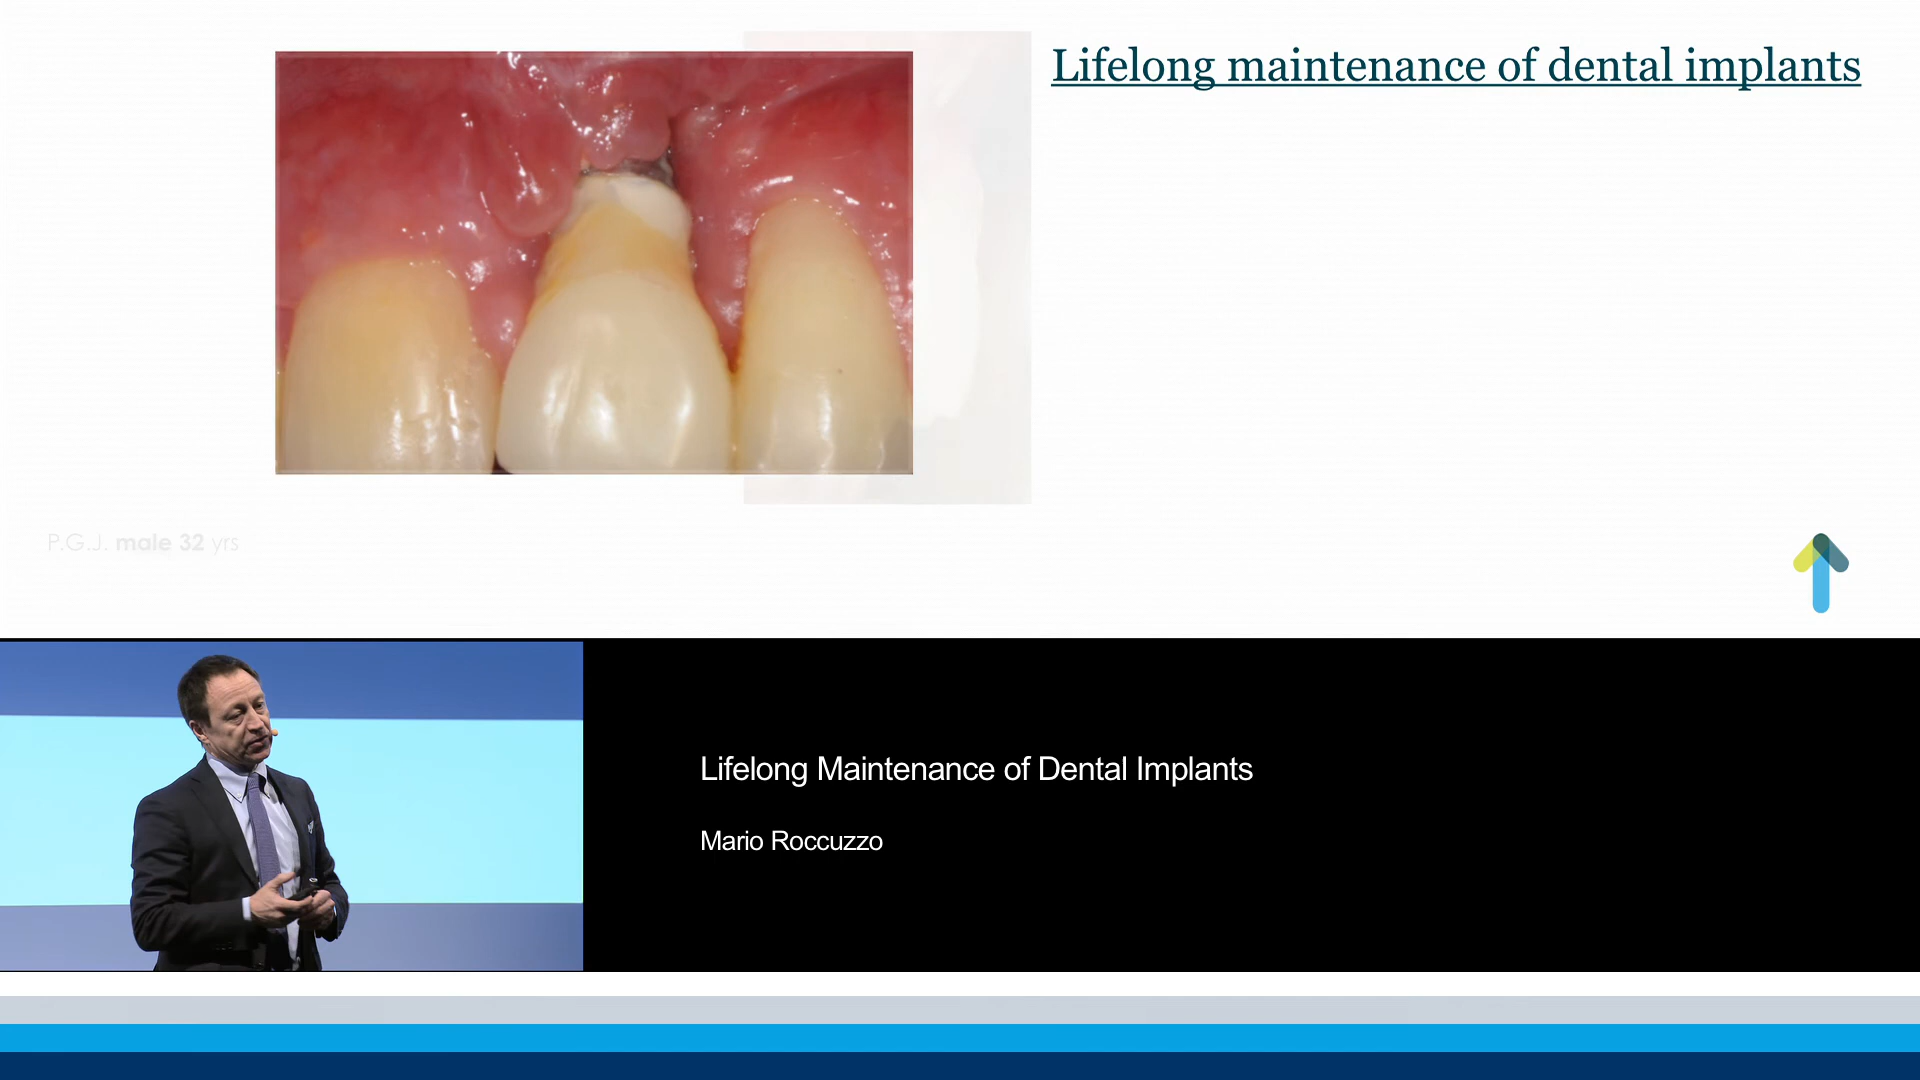 Lifelong maintenance of dental implants
P.G.J. male 32 yrs
Lifelong Maintenance of Dental Implants
Mario Roccuzzo